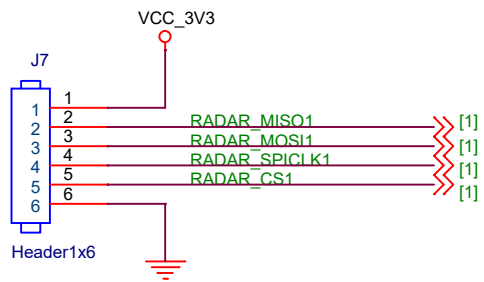 VCC_3V3
J7
1 1
2 2 RADAR_MISO1 [1]
3 3 RADAR_MOSI1 [1]
4 4 RADAR_SPICLK1 [1]
5 5 RADAR_CS1 [1]
6 6
Header1x6